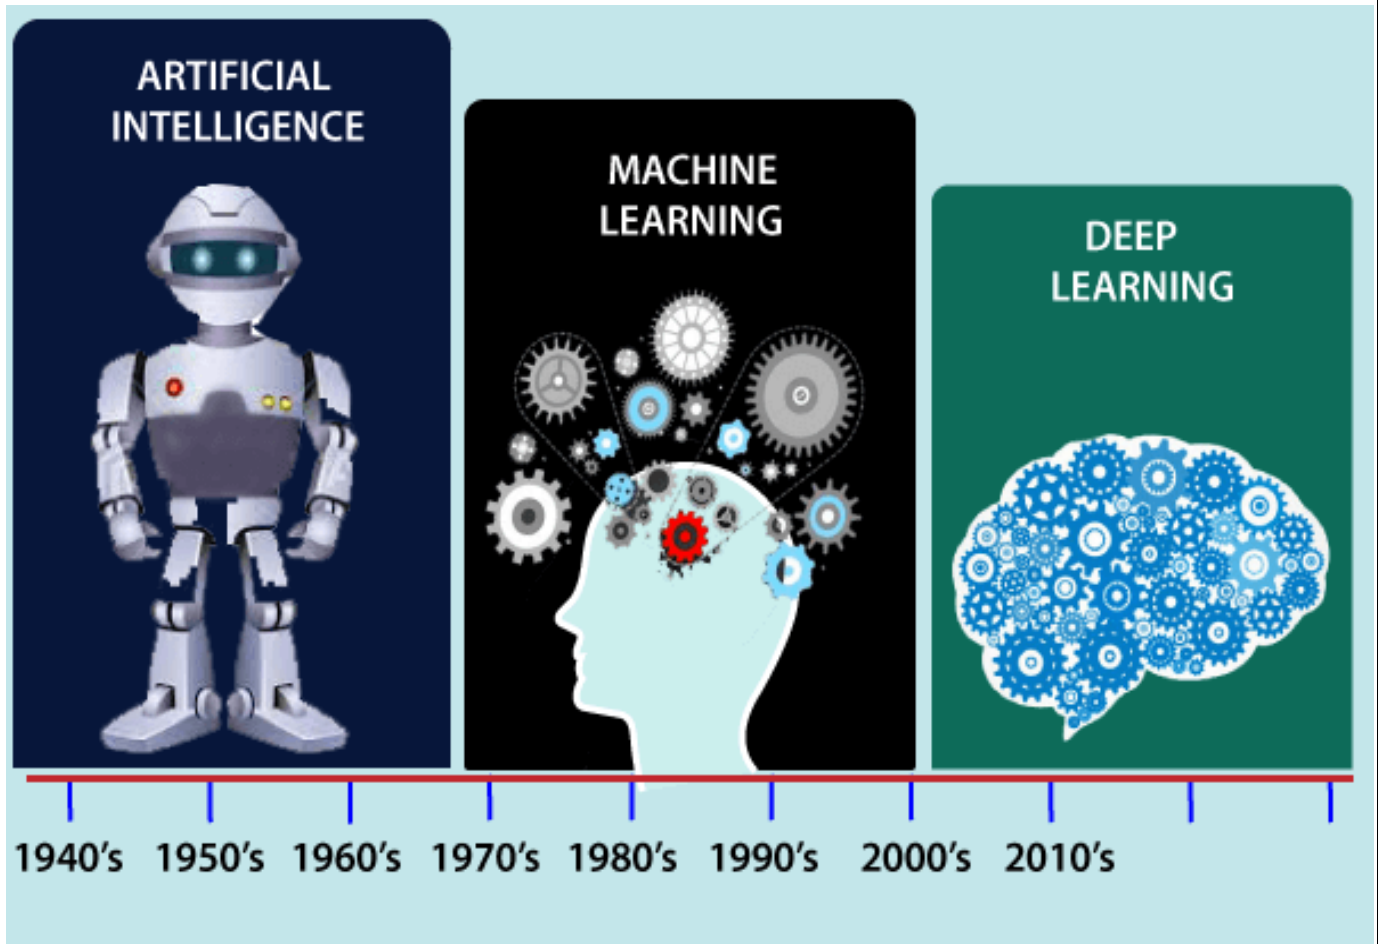 ARTIFICIAL
INTELLIGENCE
MACHINE
LEARNING
DEEP
LEARNING
1940's 1950's 1960's 1970's 1980's 1990's 2000's 2010's